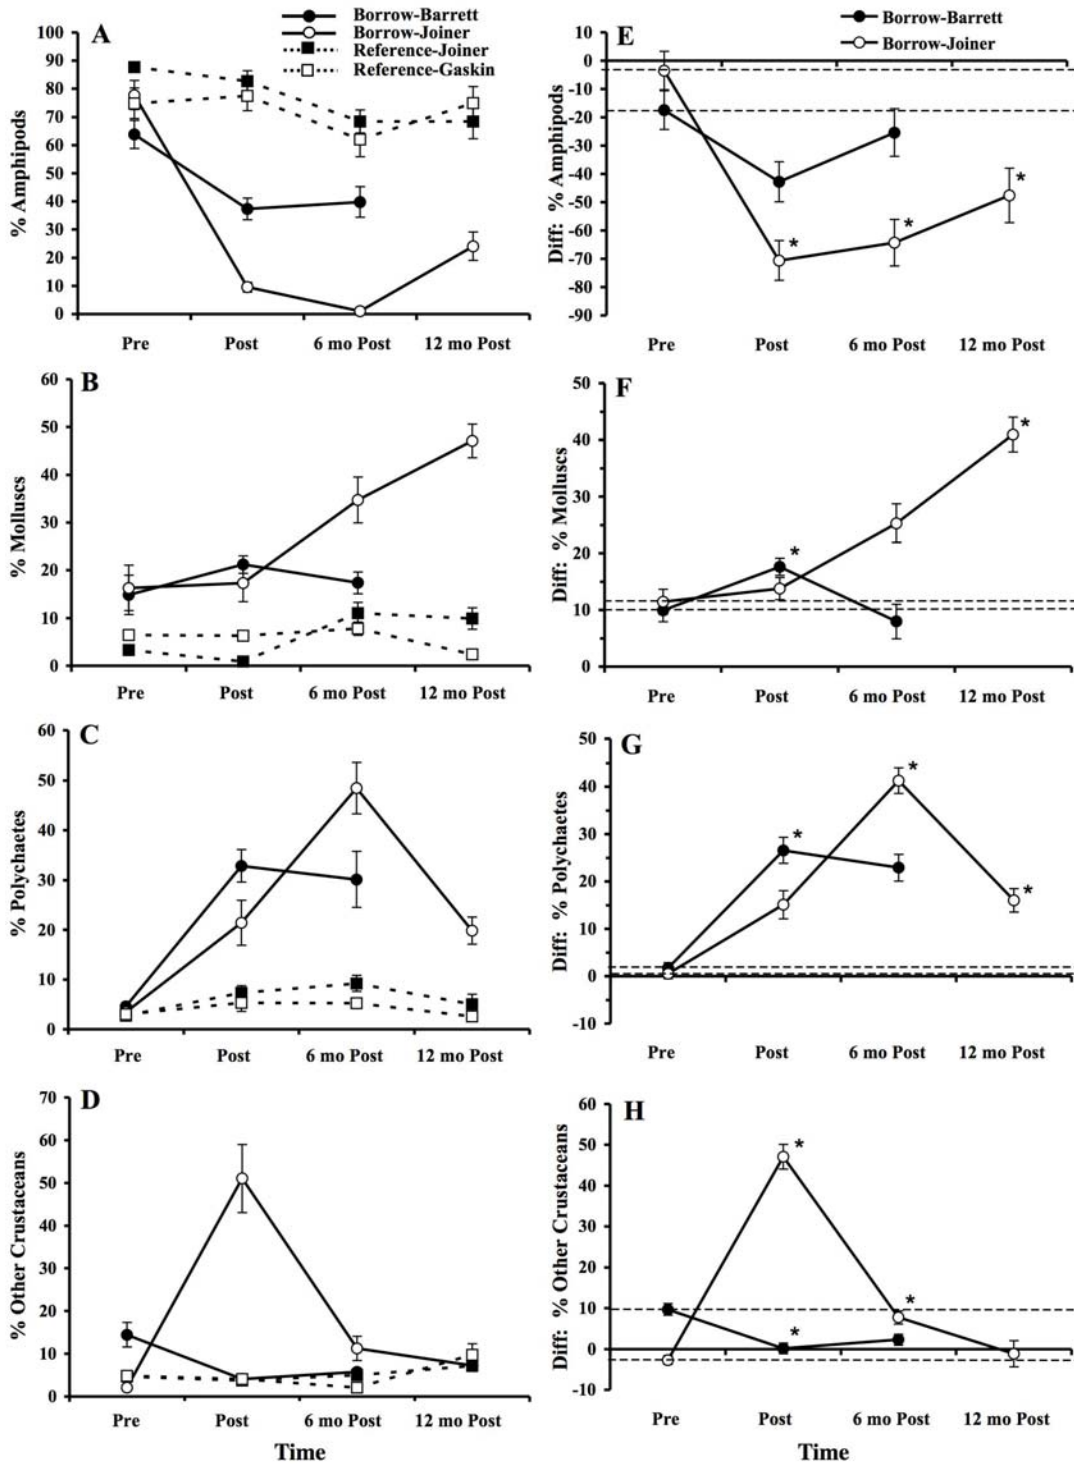 A
Borrow-Barrett
Borrow-Joiner
Reference-Joiner
Reference-Gaskin
% Amphipods
100
90
80
70
60
50
40
30
20
10
0
Pre Post 6 mo Post 12 mo Post
E
Borrow-Barrett
Borrow-Joiner
Diff: % Amphipods
10
0
-10
-20
-30
-40
-50
-60
-70
-80
-90
*
*
*
Pre Post 6 mo Post 12 mo Post
B
% Molluscs
60
50
40
30
20
10
0
Pre Post 6 mo Post 12 mo Post
F
Diff: % Molluscs
50
40
30
20
10
0
*
*
Pre Post 6 mo Post 12 mo Post
C
% Polychaetes
60
50
40
30
20
10
0
Pre Post 6 mo Post 12 mo Post
G
Diff: % Polychaetes
50
40
30
20
10
0
-10
*
*
*
Pre Post 6 mo Post 12 mo Post
D
% Other Crustaceans
70
60
50
40
30
20
10
0
Pre Post 6 mo Post 12 mo Post
Time
H
Diff: % Other Crustaceans
60
50
40
30
20
10
0
-10
*
*
*
Pre Post 6 mo Post 12 mo Post
Time